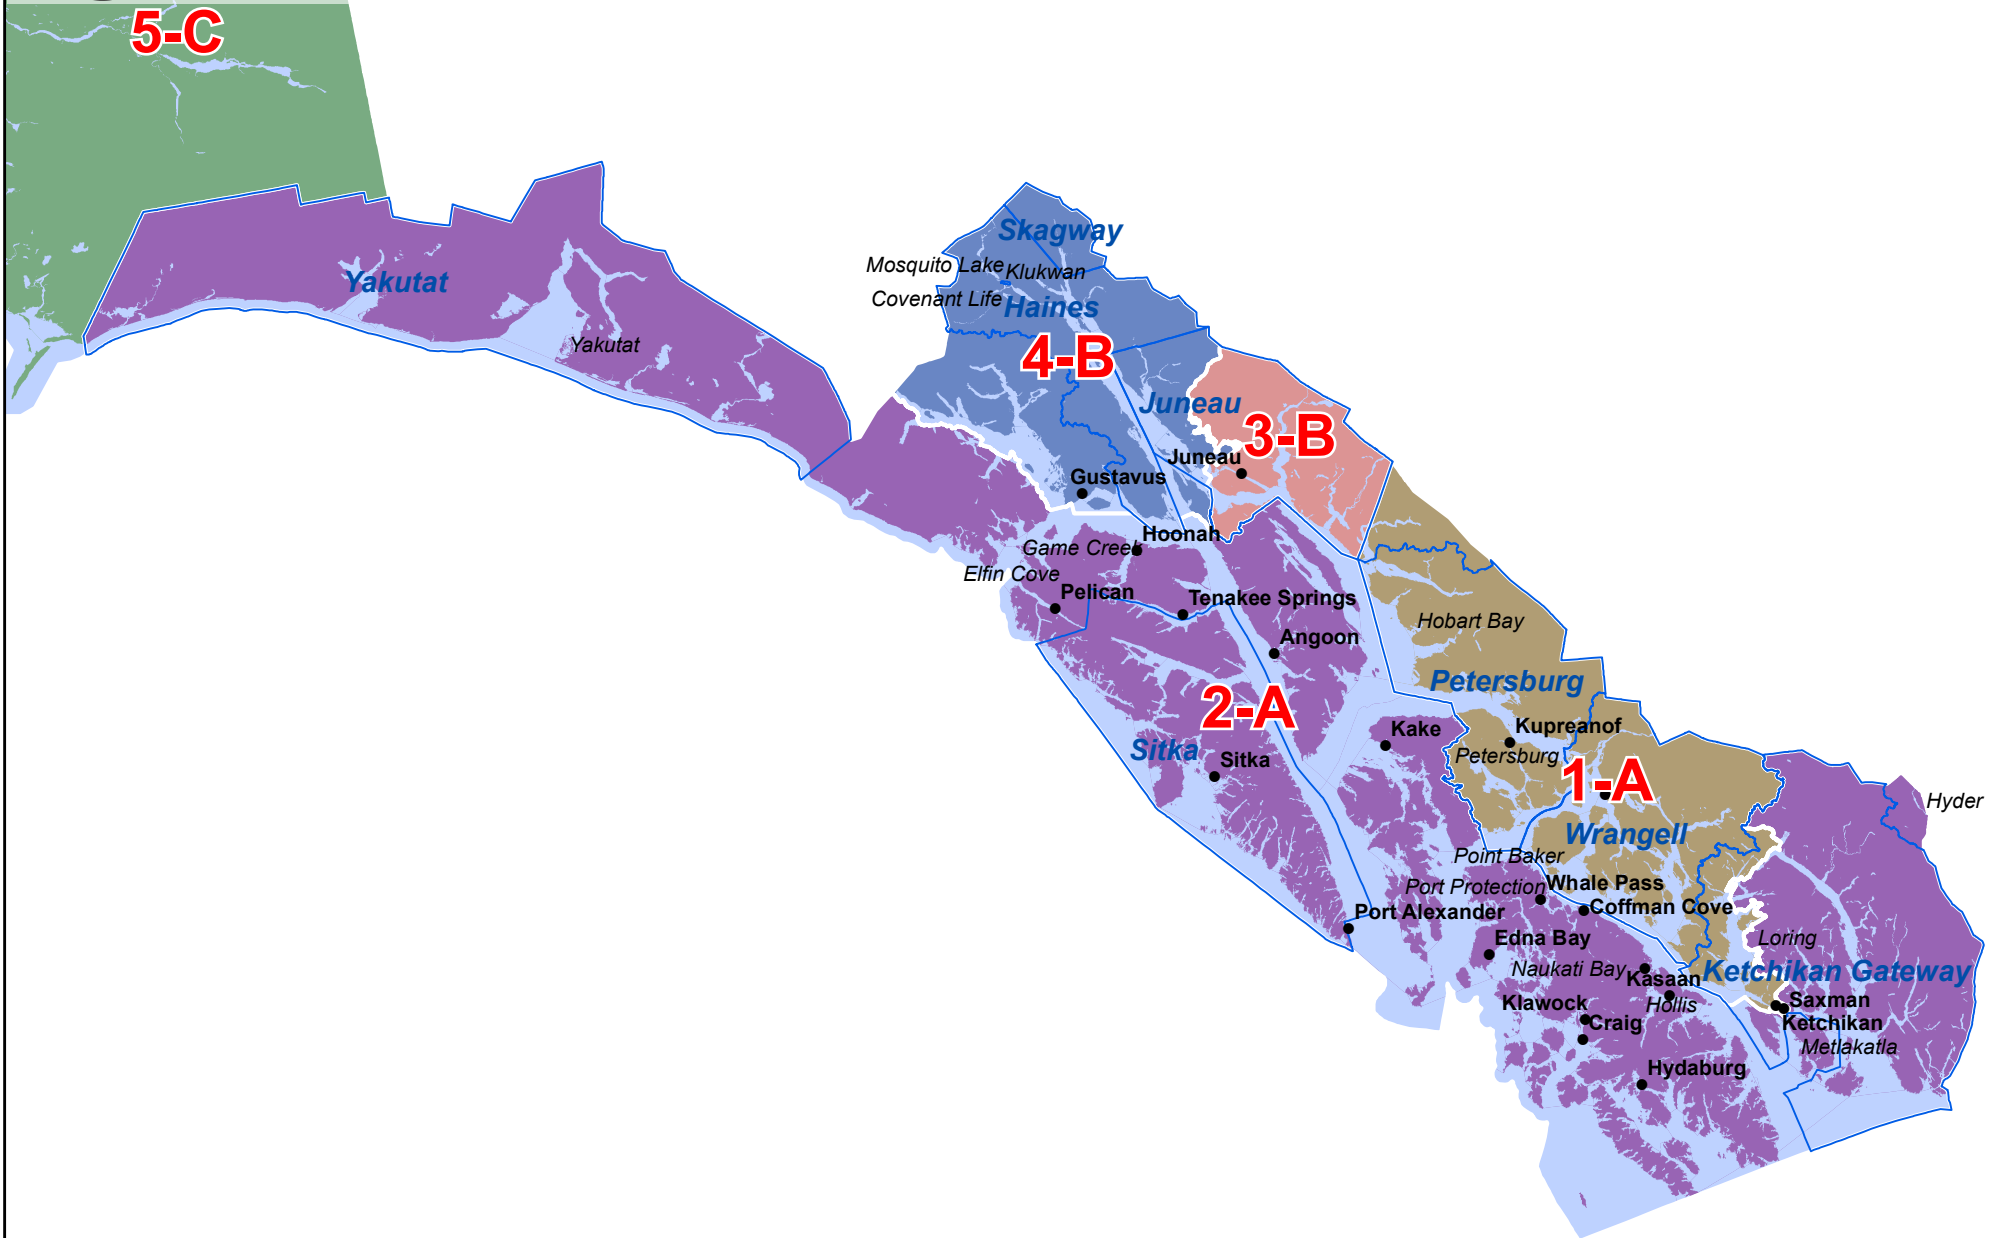 5-C
Skagway
Mosquito Lake
Klukwan
Yakutat
Covenant Life
Haines
Yakutat
4-B
Juneau
3-B
Juneau
Gustavus
Hoonah
Game Creek
Elfin Cove
Pelican
Tenakee Springs
Hobart Bay
Angoon
Petersburg
2-A
Kake
Kupreanof
Sitka
Petersburg
Sitka
1-A
Hyder
Wrangell
Point Baker
Port Protection
Whale Pass
Coffman Cove
Port Alexander
Edna Bay
Loring
Naukati Bay
Ketchikan Gateway
Kasaan
Klawock
Hollis
Saxman
Craig
Ketchikan
Metlakatla
Hydaburg